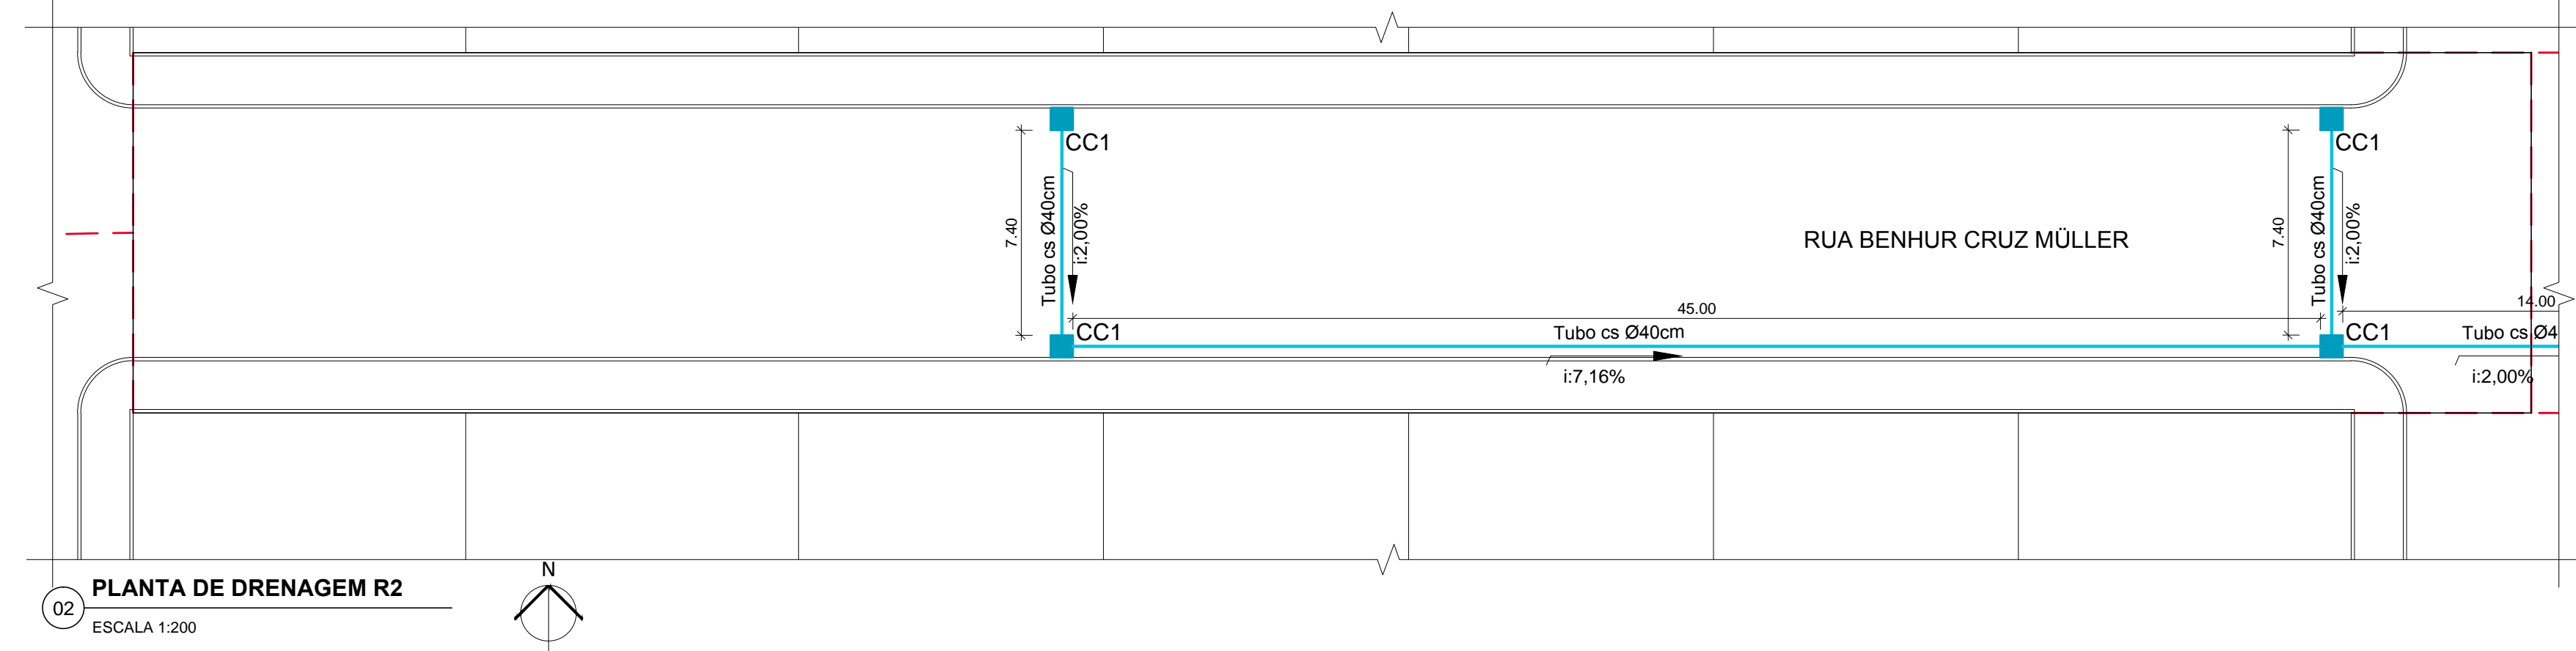 CC1
CC1
7.40
Tubo cs Ø40cm
i:2,00%
RUA BENHUR CRUZ MÜLLER
7.40
Tubo cs Ø40cm
i:2,00%
45.00
14.00
CC1
Tubo cs Ø40cm
CC1
Tubo cs Ø4
i:7,16%
i:2,00%
N
02
PLANTA DE DRENAGEM R2
ESCALA 1:200